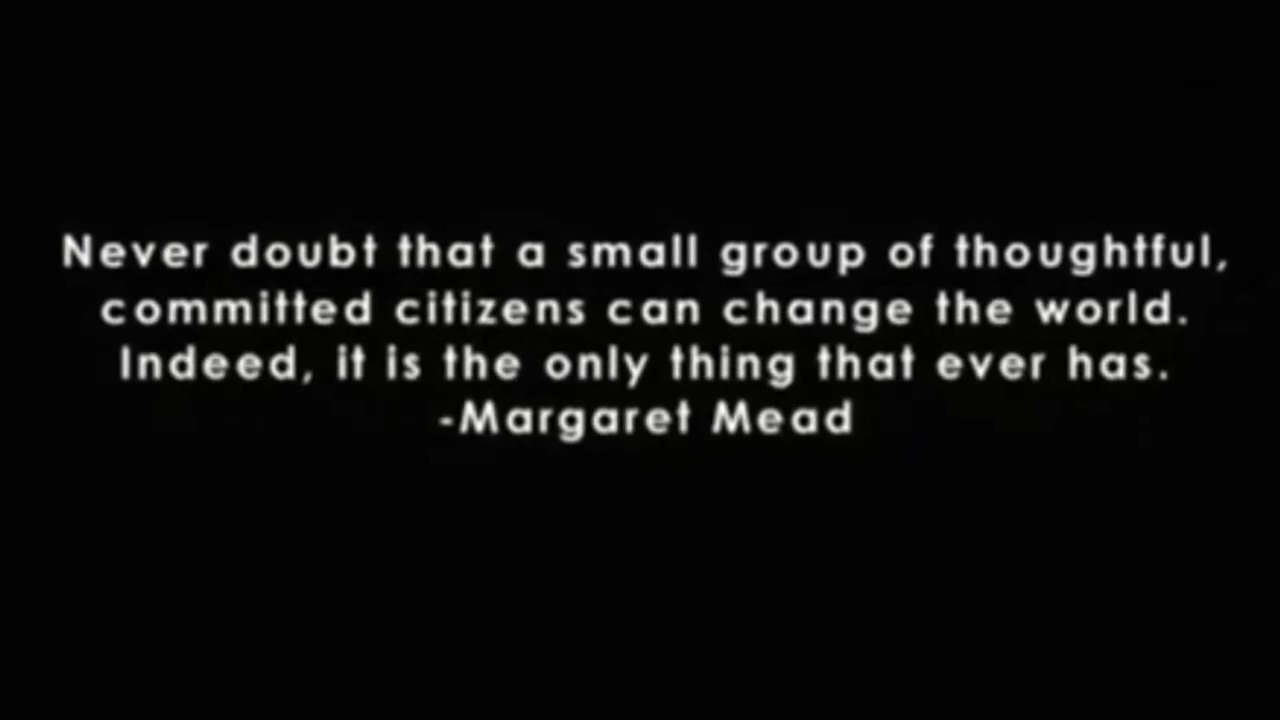 Never doubt that a small group of thoughtful,
committed citizens can change the world.
Indeed, it is the only thing that ever has.
-Margaret Mead